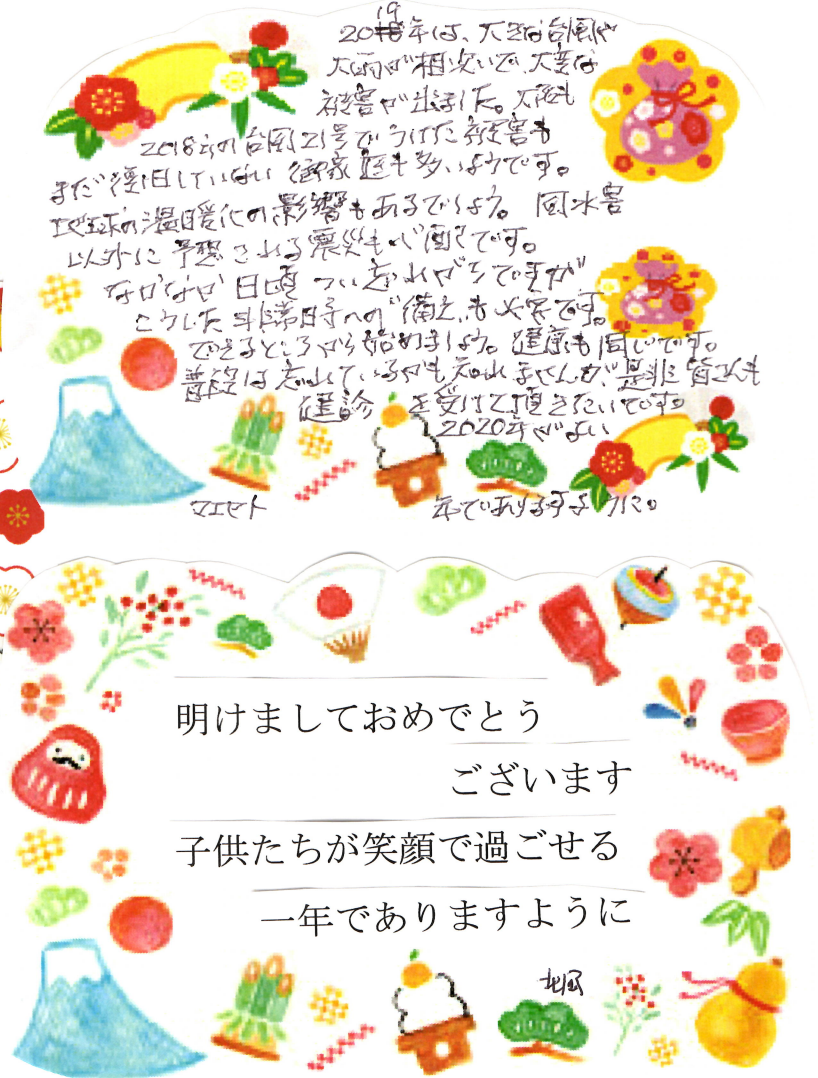 2019年は、大きな台風や
大雨が相次いで、大変な
被害が出ました。大阪も
2018年の台風21号でうけた被害も
まだ復旧していない御家庭も多いようです。
地球の温暖化の影響もあるでしょう。風水害
以外に予想される震災も心配です。
なかなか日頃つい忘れがちですが
こうした非常時への“備え”も大事です。
できるところから始めましょう。健康も同じです。
普段は忘れているかも知れませんが、是非皆さんも
健診を受けて頂きたいです。
2020年がよい
年でありますように。
マエセト
明けましておめでとう
ございます
子供たちが笑顔で過ごせる
一年でありますように